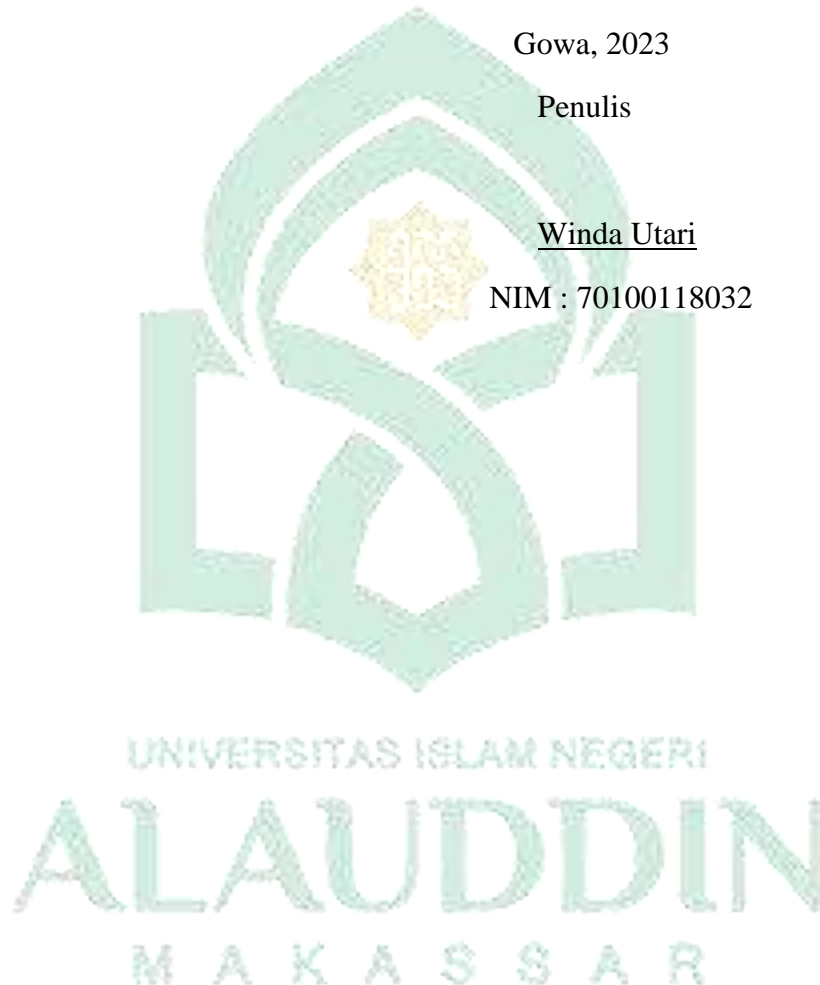 Gowa, 2023
Penulis
Winda Utari
NIM : 70100118032
UNIVERSITAS ISLAM NEGERI
ALAUDDIN
MAKASSAR